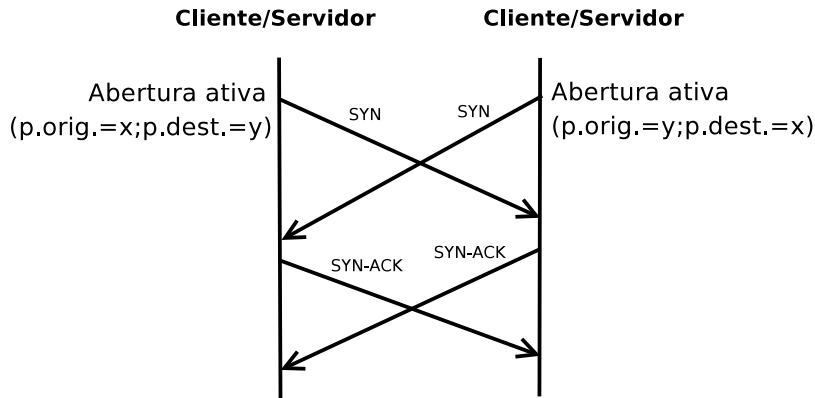 Cliente/Servidor
Cliente/Servidor
Abertura ativa
(p.orig.=x;p.dest.=y)
SYN
SYN
Abertura ativa
(p.orig.=y;p.dest.=x)
SYN-ACK
SYN-ACK